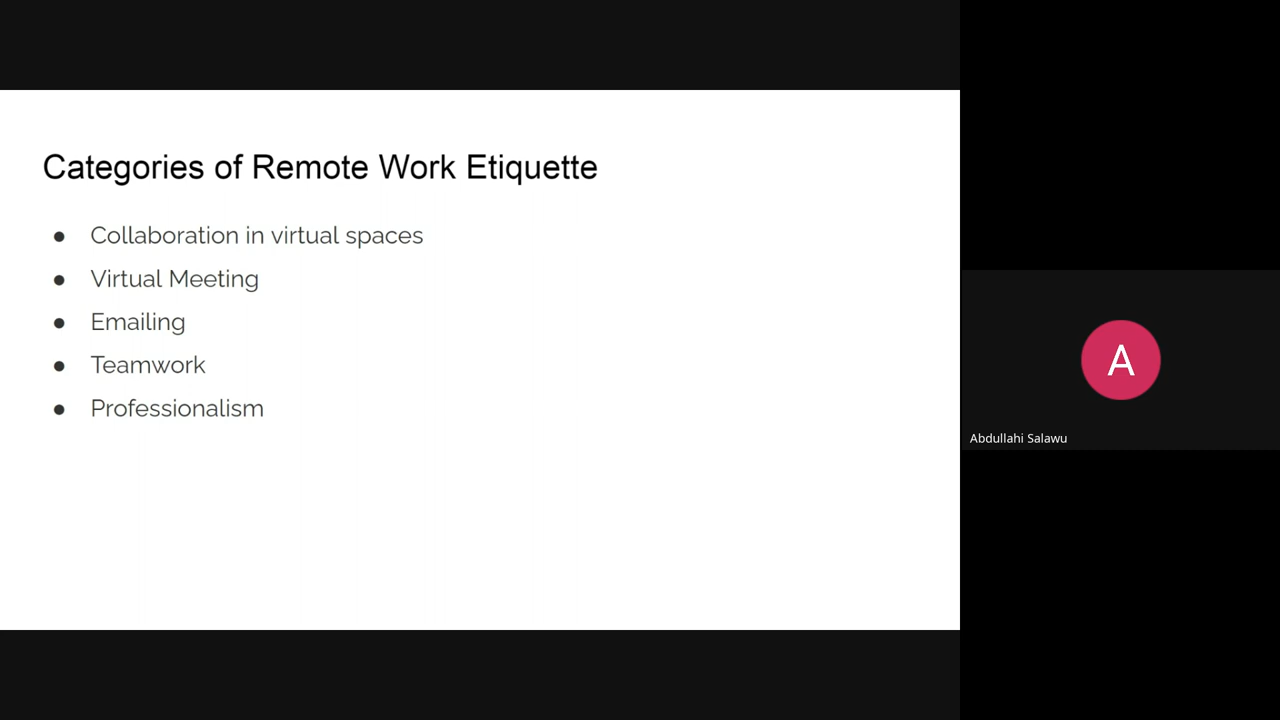 Categories of Remote Work Etiquette
● Collaboration in virtual spaces
● Virtual Meeting
● Emailing
● Teamwork
● Professionalism
A
Abdullahi Salawu